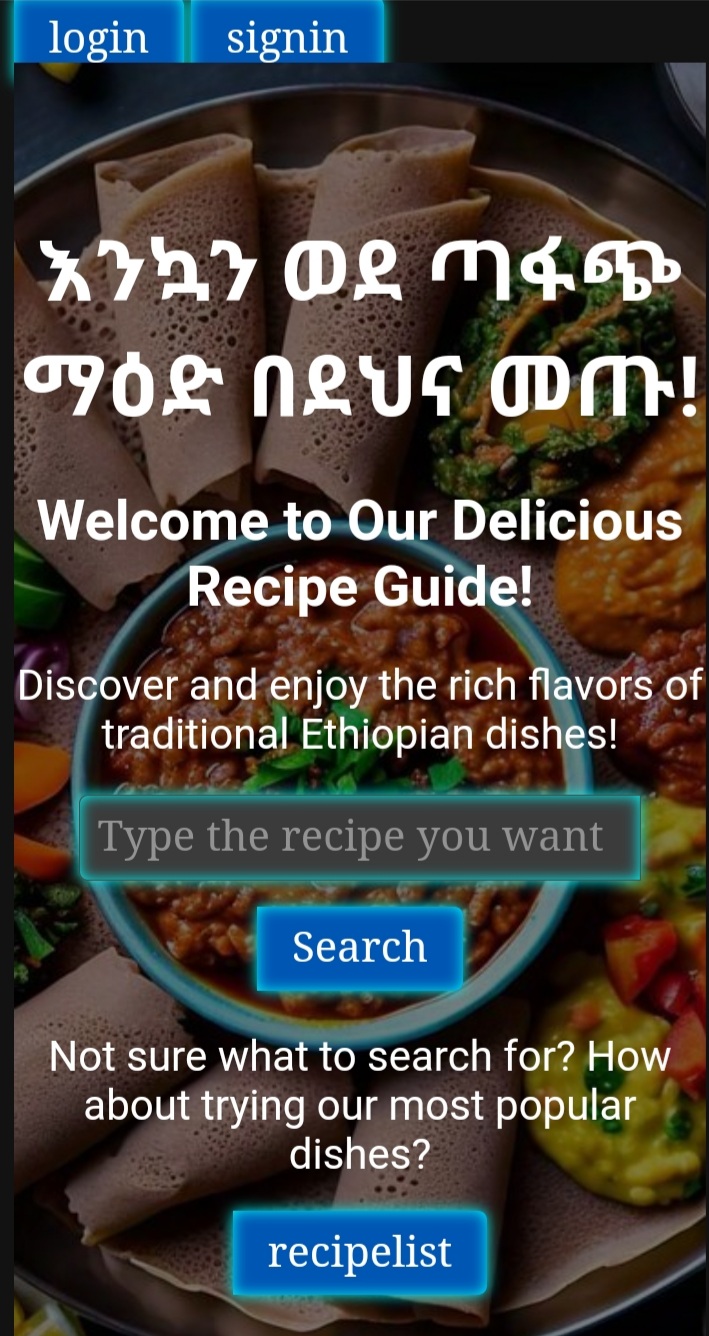 login signin
እንኳን ወደ ጣፋጭ
ማዕድ በደህና መጡ!
Welcome to Our Delicious
Recipe Guide!
Discover and enjoy the rich flavors of
traditional Ethiopian dishes!
Type the recipe you want
Search
Not sure what to search for? How
about trying our most popular
dishes?
recipelist